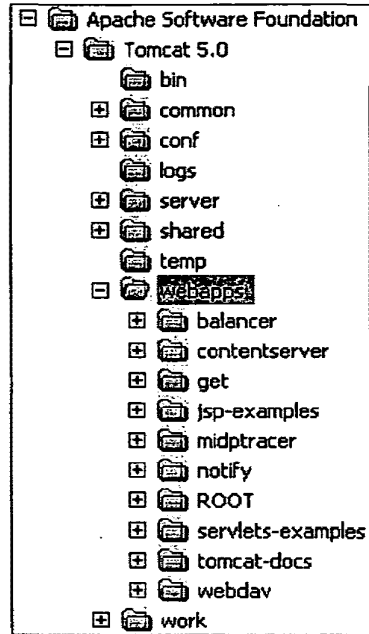 Apache Software Foundation
Tomcat 5.0
bin
common
conf
logs
server
shared
temp
webapps
balancer
contentserver
get
jsp-examples
midptracer
notify
ROOT
servlets-examples
tomcat-docs
webdav
work